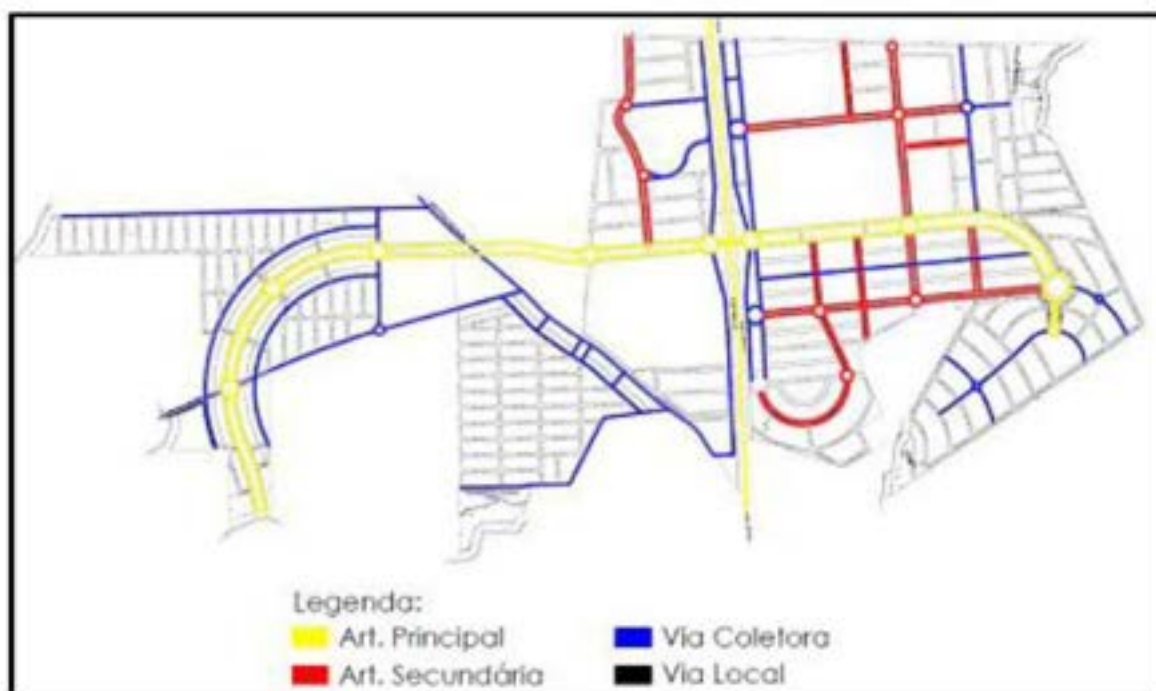 Legenda:
Art. Principal
Via Coletora
Art. Secundária
Via Local